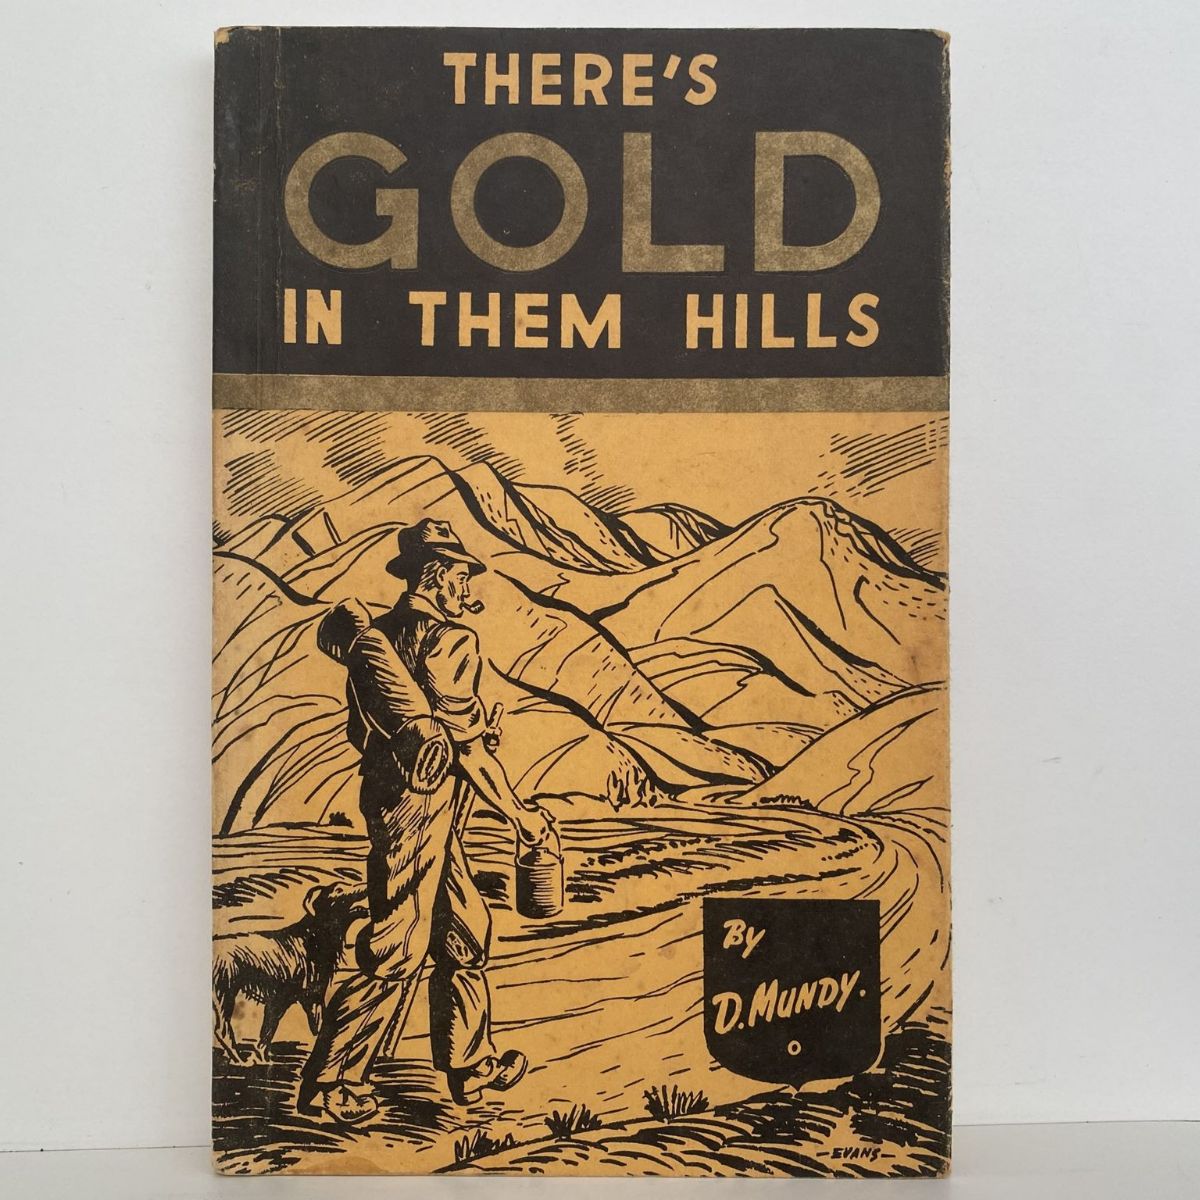 THERE'S
GOLD
IN THEM HILLS
By
D. MUNDY.
-EVANS-